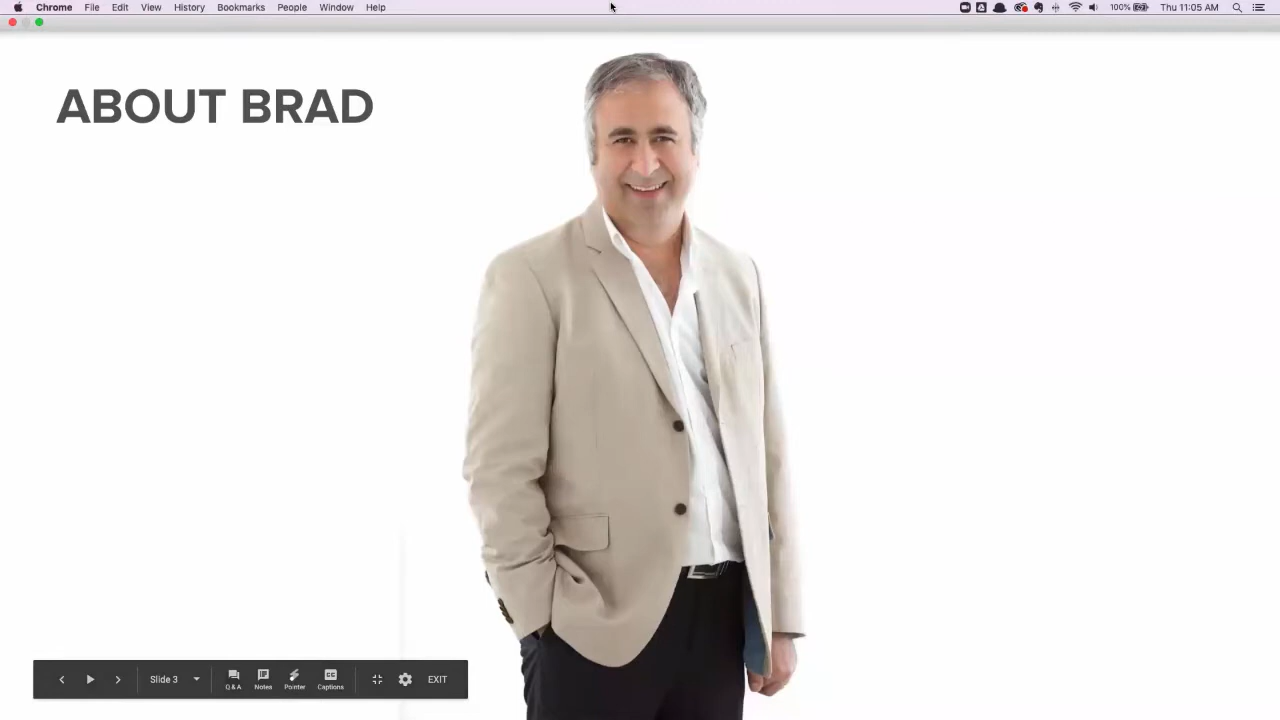 Chrome File Edit View History Bookmarks People Window Help 100% Thu 11:05 AM
ABOUT BRAD
Slide 3 Q & A Notes Pointer Captions EXIT